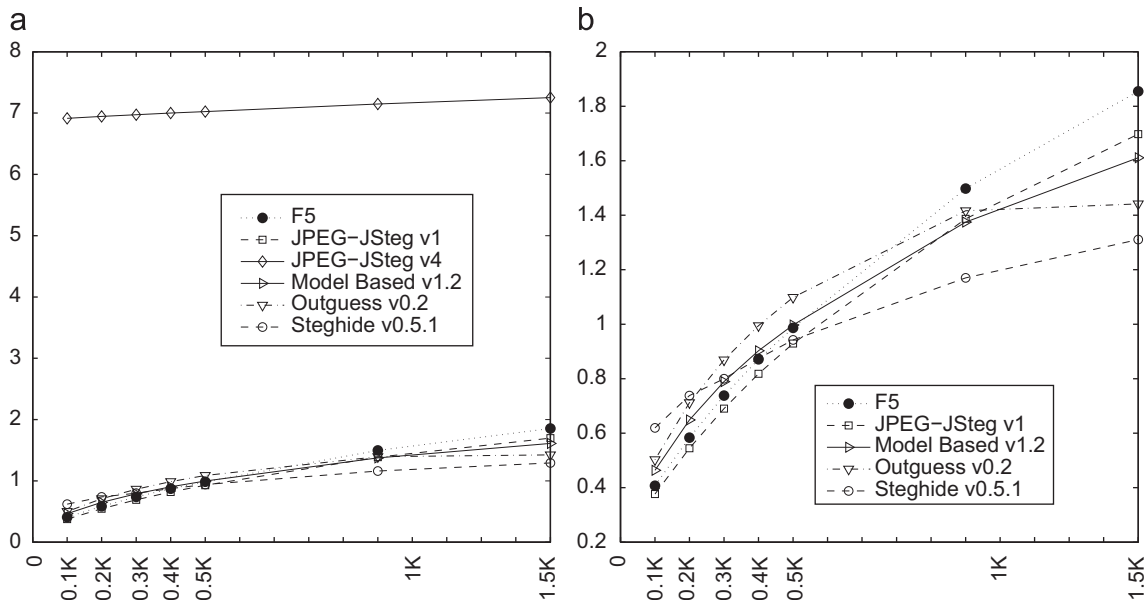 a
8
7
6
5
4
3
2
1
0
F5
JPEG−JSteg v1
JPEG−JSteg v4
Model Based v1.2
Outguess v0.2
Steghide v0.5.1
0
0.1K
0.2K
0.3K
0.4K
0.5K
1K
1.5K
b
2
1.8
1.6
1.4
1.2
1
0.8
0.6
0.4
0.2
F5
JPEG−JSteg v1
Model Based v1.2
Outguess v0.2
Steghide v0.5.1
0
0.1K
0.2K
0.3K
0.4K
0.5K
1K
1.5K